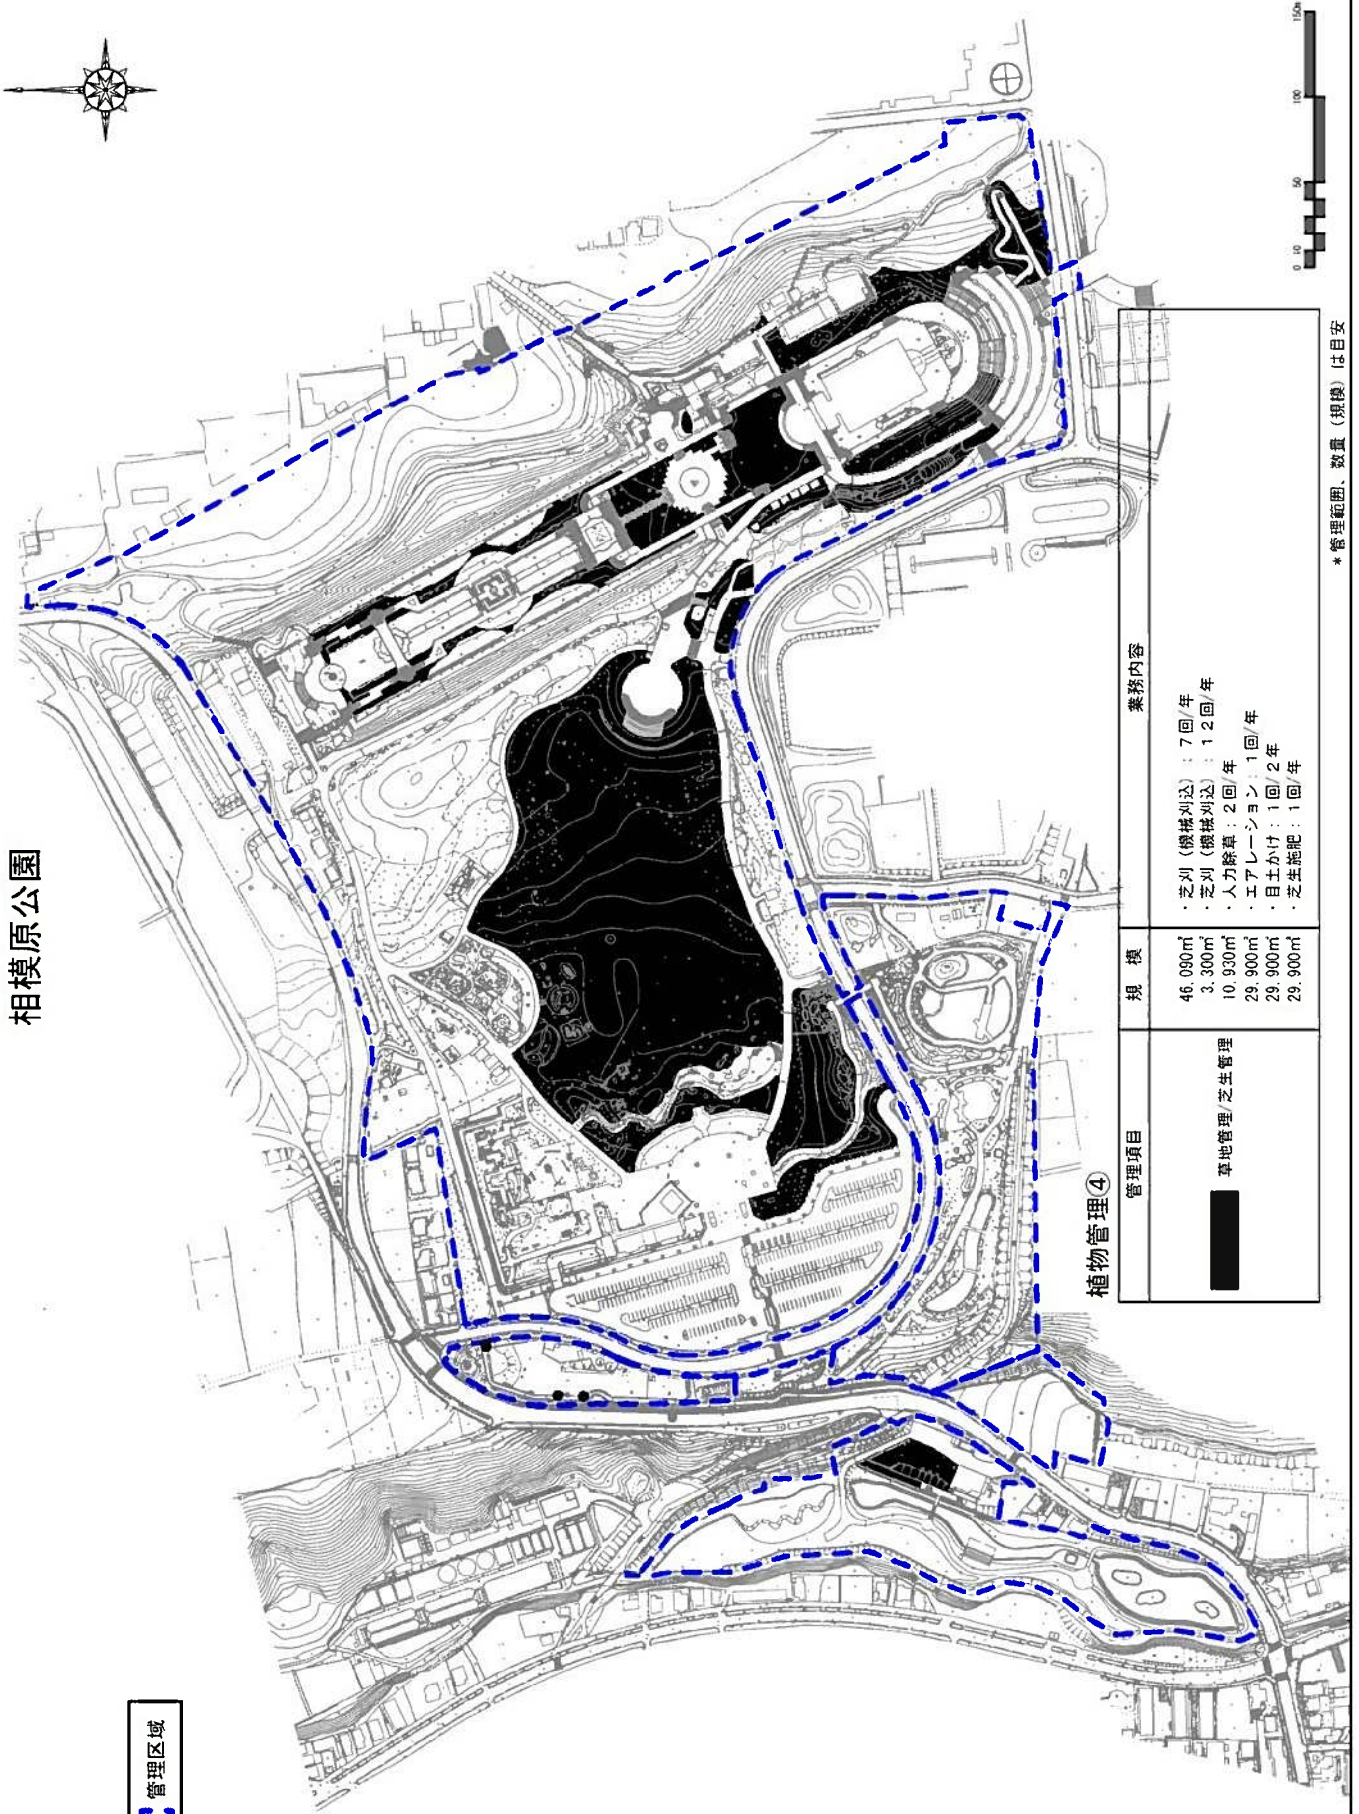 相模原公園
管理区域
植物管理④
管理項目
規模
業務内容
草地管理/芝生管理
46.090㎡ ・芝刈（機械刈込）：7回/年
3.300㎡ ・芝刈（機械刈込）：12回/年
10.930㎡ ・人力除草：2回/年
29.900㎡ ・エアレーション：1回/年
29.900㎡ ・目土かけ：1回/2年
29.900㎡ ・芝生施肥：1回/年
0 10 50 100 150m
＊管理範囲、数量（規模）は目安